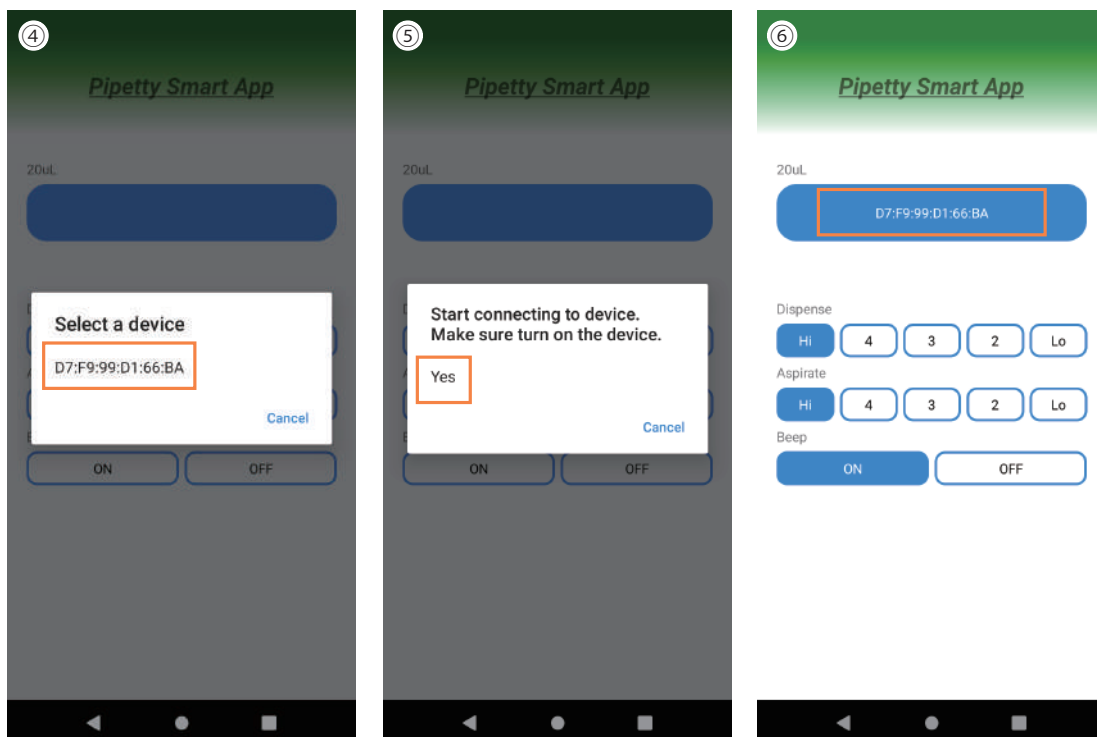 ④
Pipetty Smart App
20uL
Select a device
D7:F9:99:D1:66:BA
Cancel
ON OFF
⑤
Pipetty Smart App
20uL
Start connecting to device.
Make sure turn on the device.
Yes
Cancel
ON OFF
⑥
Pipetty Smart App
20uL
D7:F9:99:D1:66:BA
Dispense
Hi 4 3 2 Lo
Aspirate
Hi 4 3 2 Lo
Beep
ON OFF